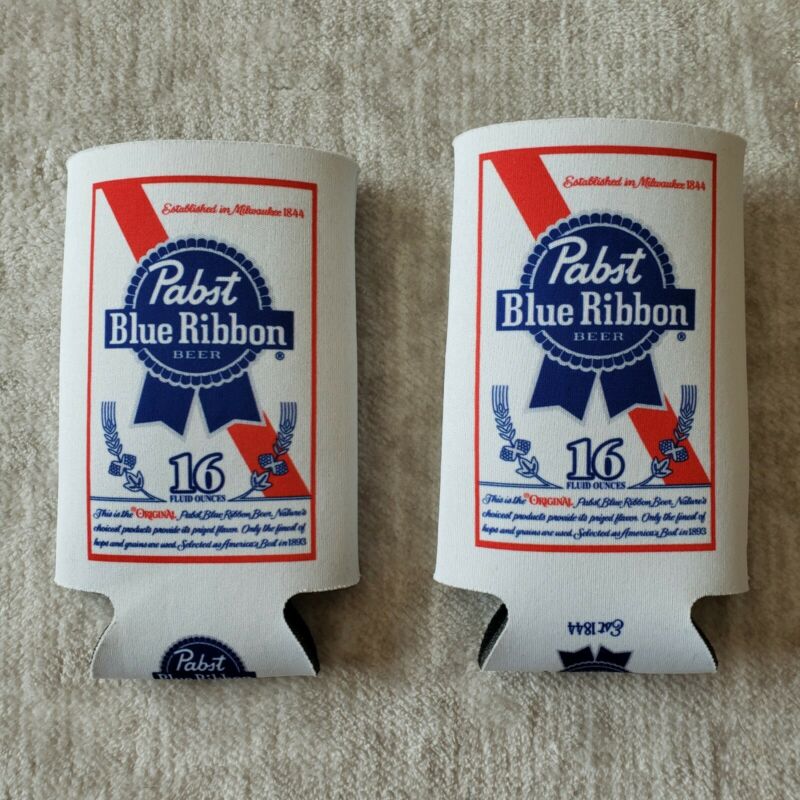 Established in Milwaukee 1844
Pabst
Blue Ribbon
BEER
®
16
FLUID OUNCES
This is the ORIGINAL Pabst Blue Ribbon Beer. Nature's
choicest products provide its prized flavor. Only the finest of
hops and grains are used. Selected as America's Best in 1893
Pabst
Blue Ribbon
Established in Milwaukee 1844
Pabst
Blue Ribbon
BEER
®
16
FLUID OUNCES
This is the ORIGINAL Pabst Blue Ribbon Beer. Nature's
choicest products provide its prized flavor. Only the finest of
hops and grains are used. Selected as America's Best in 1893
Est 1844